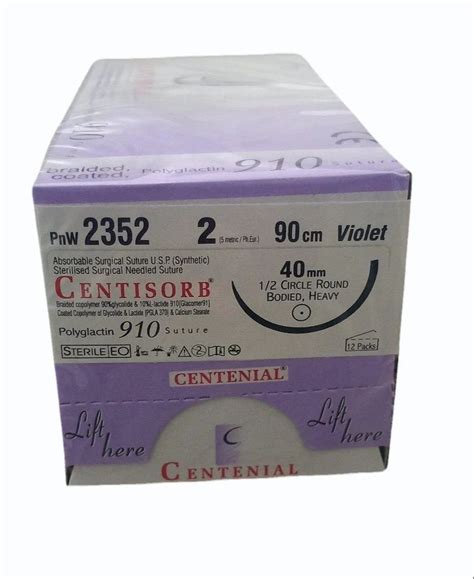 910
braided, coated, Polyglactin 910 Suture
PnW 2352 2 (5 metric / Ph.Eur.) 90 cm Violet
Absorbable Surgical Suture U.S.P. (Synthetic)
Sterilised Surgical Needled Suture
CENTISORB®
Braided copolymer 90%glycolide & 10%l-lactide 910[Glacomer91]
Coated Copolymer of Glycolide & Lactide [PGLA 370] & Calcium Stearate
Polyglactin 910 Suture
STERILE EO
40 mm
1/2 CIRCLE ROUND
BODIED, HEAVY
12 Packs
CENTENIAL®
Lift here
C
Lift here
CENTENIAL